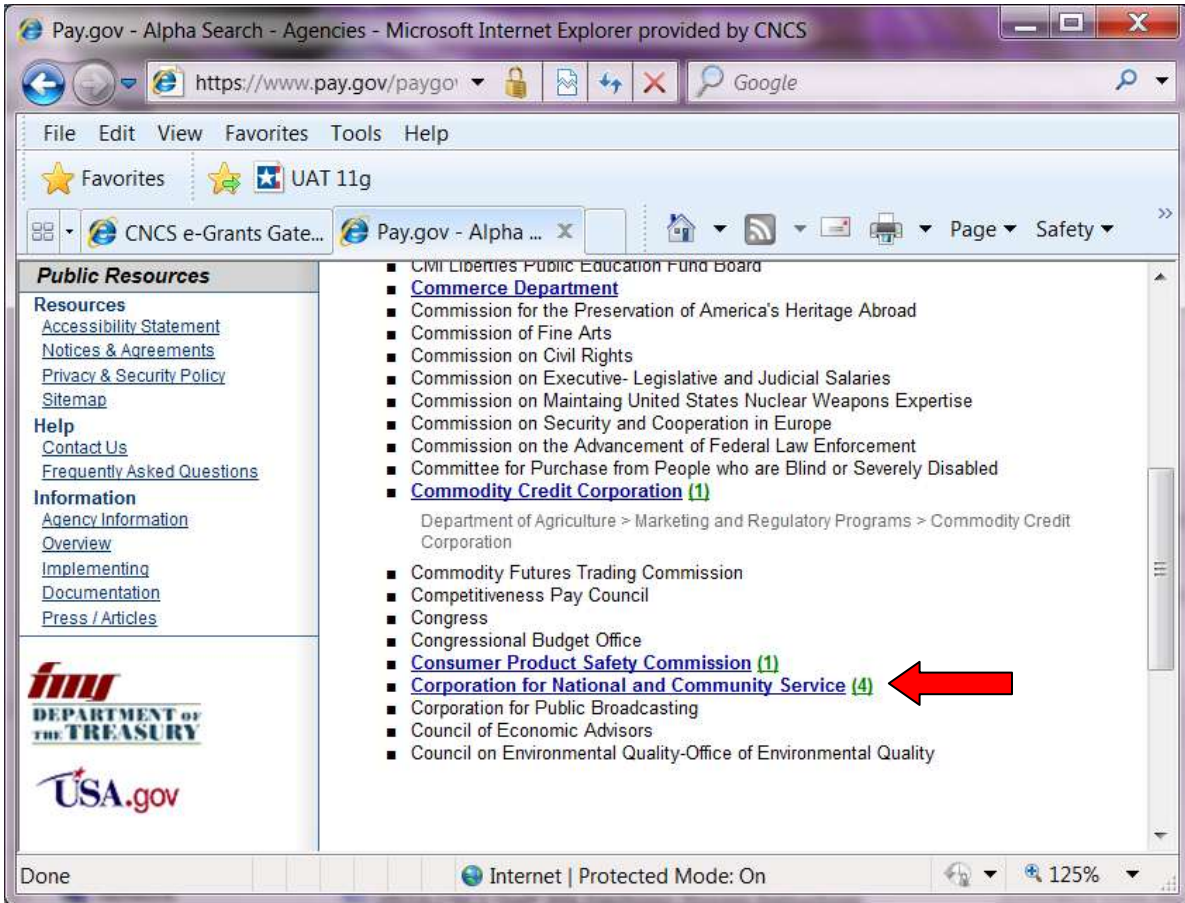 Pay.gov - Alpha Search - Agencies - Microsoft Internet Explorer provided by CNCS
https://www.pay.gov/paygo
Google
File Edit View Favorites Tools Help
Favorites UAT 11g
CNCS e-Grants Gate... Pay.gov - Alpha ... X Page Safety »
Public Resources
Resources
Accessibility Statement
Notices & Agreements
Privacy & Security Policy
Sitemap
Help
Contact Us
Frequently Asked Questions
Information
Agency Information
Overview
Implementing
Documentation
Press / Articles
fms
DEPARTMENT OF
THE TREASURY
USA.gov
Civil Liberties Public Education Fund Board
Commerce Department
Commission for the Preservation of America's Heritage Abroad
Commission of Fine Arts
Commission on Civil Rights
Commission on Executive- Legislative and Judicial Salaries
Commission on Maintaing United States Nuclear Weapons Expertise
Commission on Security and Cooperation in Europe
Commission on the Advancement of Federal Law Enforcement
Committee for Purchase from People who are Blind or Severely Disabled
Commodity Credit Corporation (1)
Department of Agriculture > Marketing and Regulatory Programs > Commodity Credit
Corporation
Commodity Futures Trading Commission
Competitiveness Pay Council
Congress
Congressional Budget Office
Consumer Product Safety Commission (1)
Corporation for National and Community Service (4)
Corporation for Public Broadcasting
Council of Economic Advisors
Council on Environmental Quality-Office of Environmental Quality
Done Internet | Protected Mode: On 125%